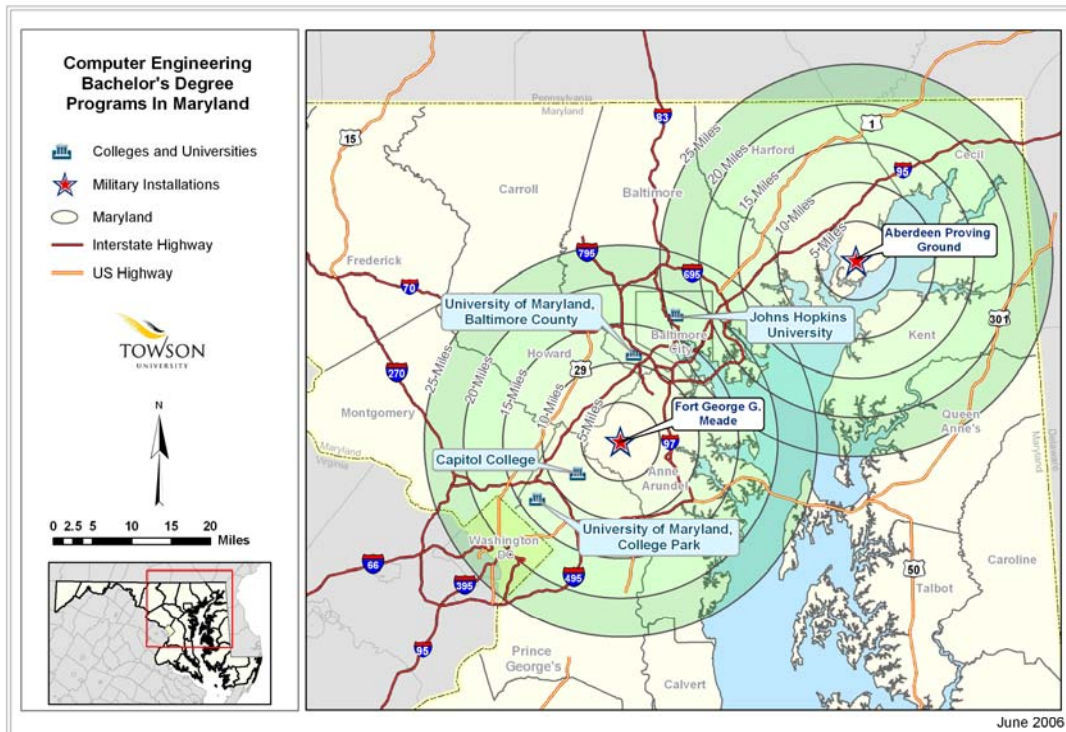 Computer Engineering
Bachelor's Degree
Programs In Maryland
Colleges and Universities
Military Installations
Maryland
Interstate Highway
US Highway
TOWSON
UNIVERSITY
N
0 2.5 5 10 15 20
Miles
Pennsylvania
Maryland
15
83
1
Harford
Cecil
95
Carroll
Baltimore
25-Miles
20-Miles
15-Miles
10-Miles
5-Miles
Aberdeen Proving
Ground
795
695
Frederick
70
University of Maryland,
Baltimore County
Johns Hopkins
University
Baltimore
City
Kent
301
Howard
29
270
25-Miles
20-Miles
15-Miles
10-Miles
5-Miles
Montgomery
Fort George G.
Meade
Queen
Anne's
Maryland
Virginia
Delaware
Maryland
97
Capitol College
Anne
Arundel
University of Maryland,
College Park
Washington
DC
66
395
495
50
Caroline
Talbot
95
Prince
George's
Calvert
June 2006